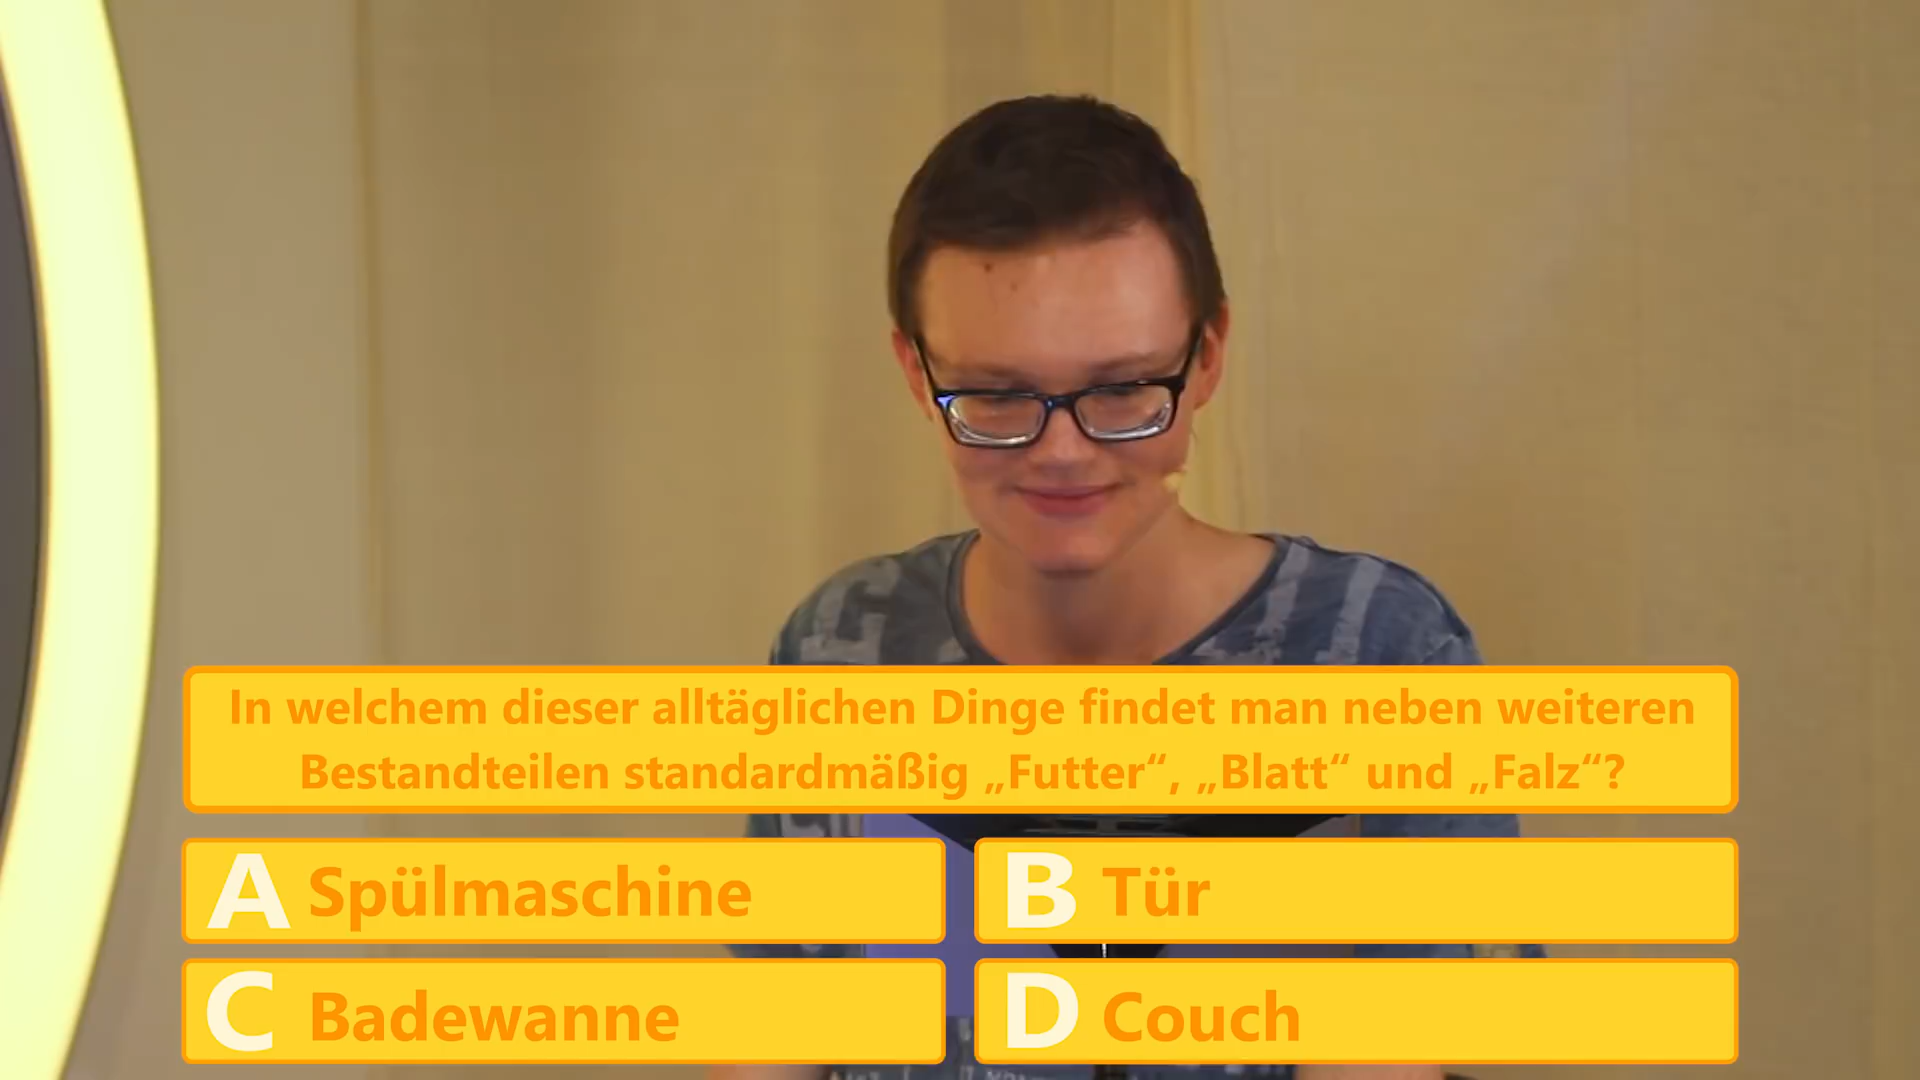 In welchem dieser alltäglichen Dinge findet man neben weiteren
Bestandteilen standardmäßig „Futter“, „Blatt“ und „Falz“?
A Spülmaschine
B Tür
C Badewanne
D Couch